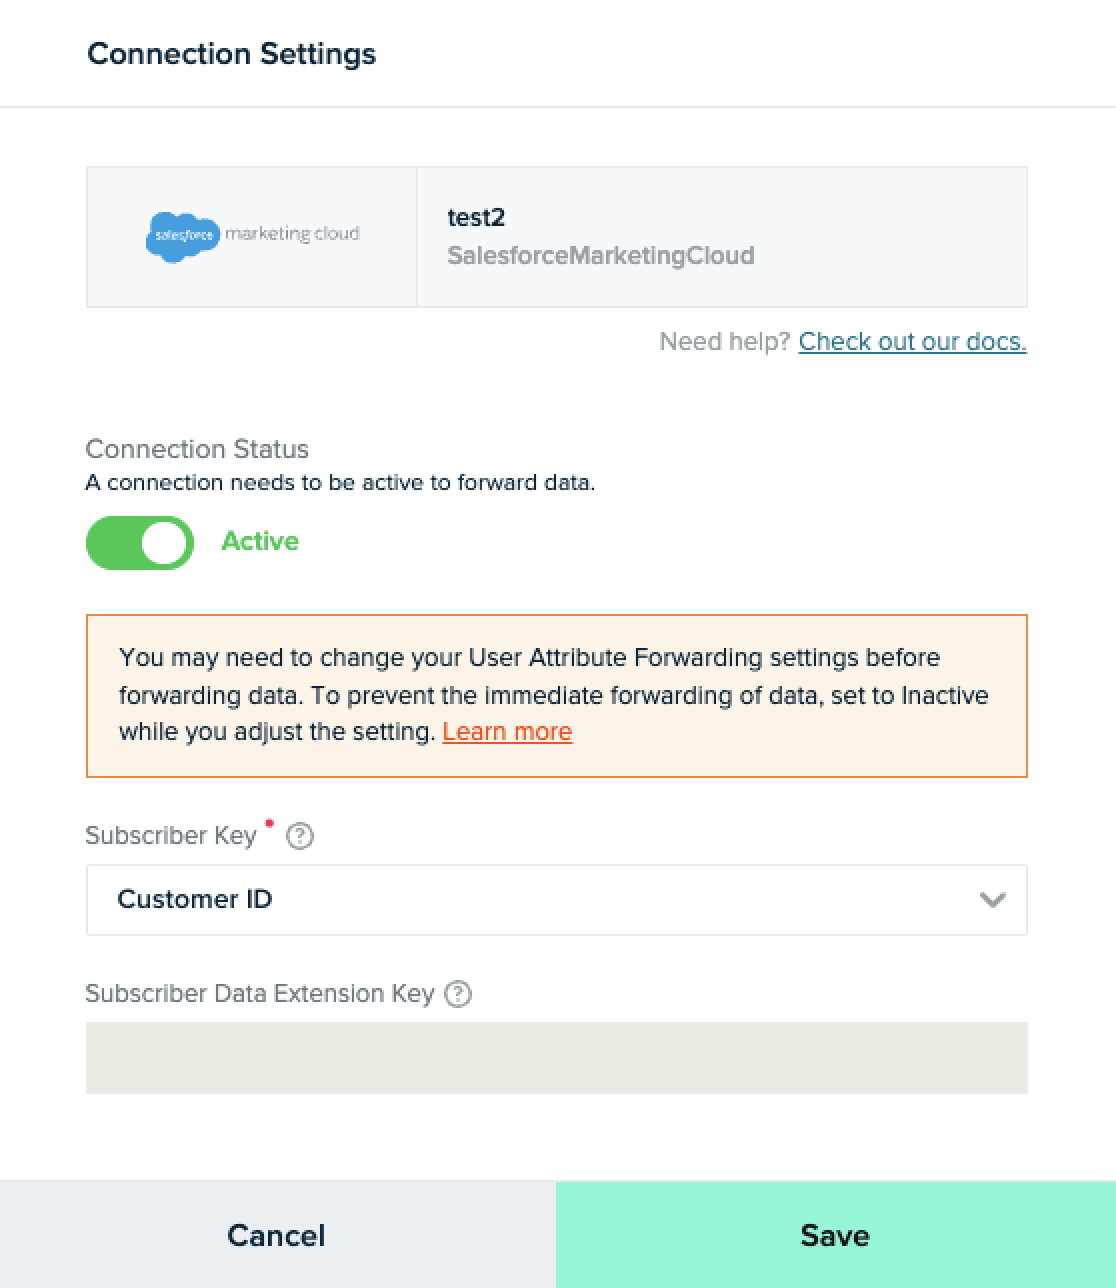 Connection Settings
salesforce marketing cloud
test2
SalesforceMarketingCloud
Need help? Check out our docs.
Connection Status
A connection needs to be active to forward data.
Active
You may need to change your User Attribute Forwarding settings before
forwarding data. To prevent the immediate forwarding of data, set to Inactive
while you adjust the setting. Learn more
Subscriber Key
Customer ID
Subscriber Data Extension Key
Cancel
Save